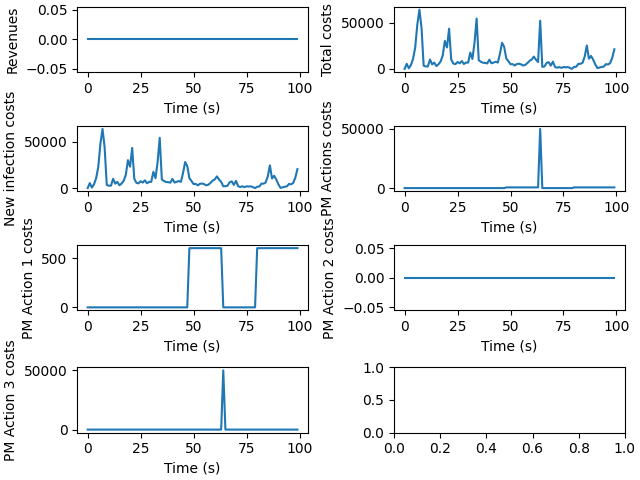 Revenues
0.05
0.00
−0.05
0 25 50 75 100
Time (s)
Total costs
50000
0
0 25 50 75 100
Time (s)
New infection costs
50000
0
0 25 50 75 100
Time (s)
PM Actions costs
50000
0
0 25 50 75 100
Time (s)
PM Action 1 costs
500
0
0 25 50 75 100
Time (s)
PM Action 2 costs
0.05
0.00
−0.05
0 25 50 75 100
Time (s)
PM Action 3 costs
50000
0
0 25 50 75 100
Time (s)
1.0
0.5
0.0
0.0 0.2 0.4 0.6 0.8 1.0